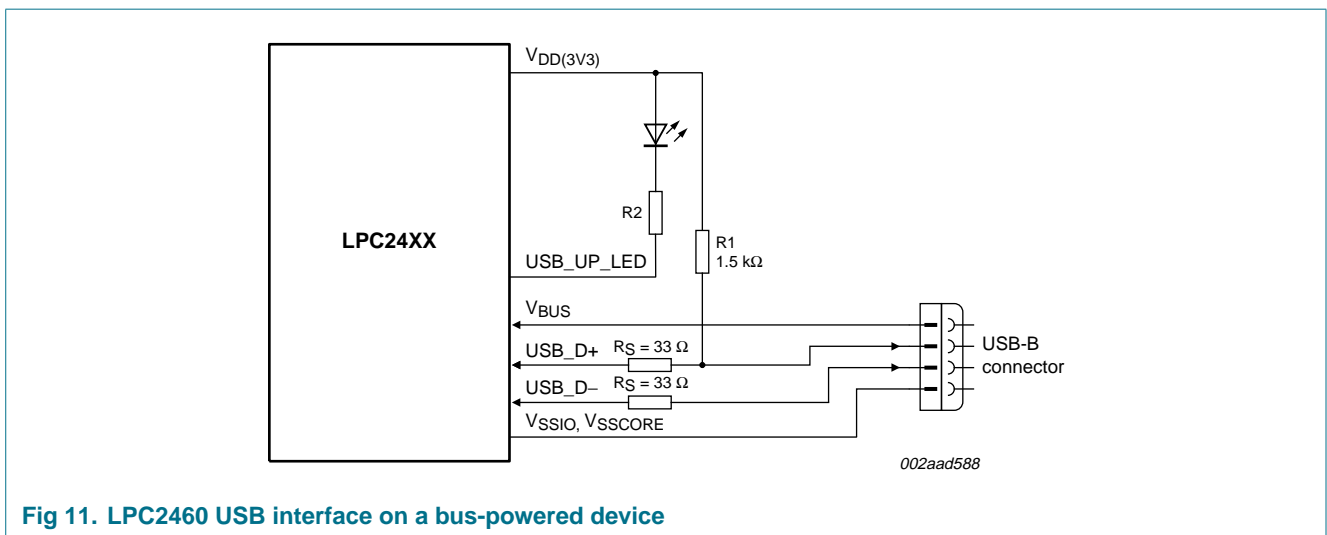 VDD(3V3)
R2
LPC24XX
R1
1.5 kΩ
USB_UP_LED
VBUS
USB_D+ RS = 33 Ω
USB-B
connector
USB_D− RS = 33 Ω
VSSIO, VSSCORE
002aad588
Fig 11. LPC2460 USB interface on a bus-powered device